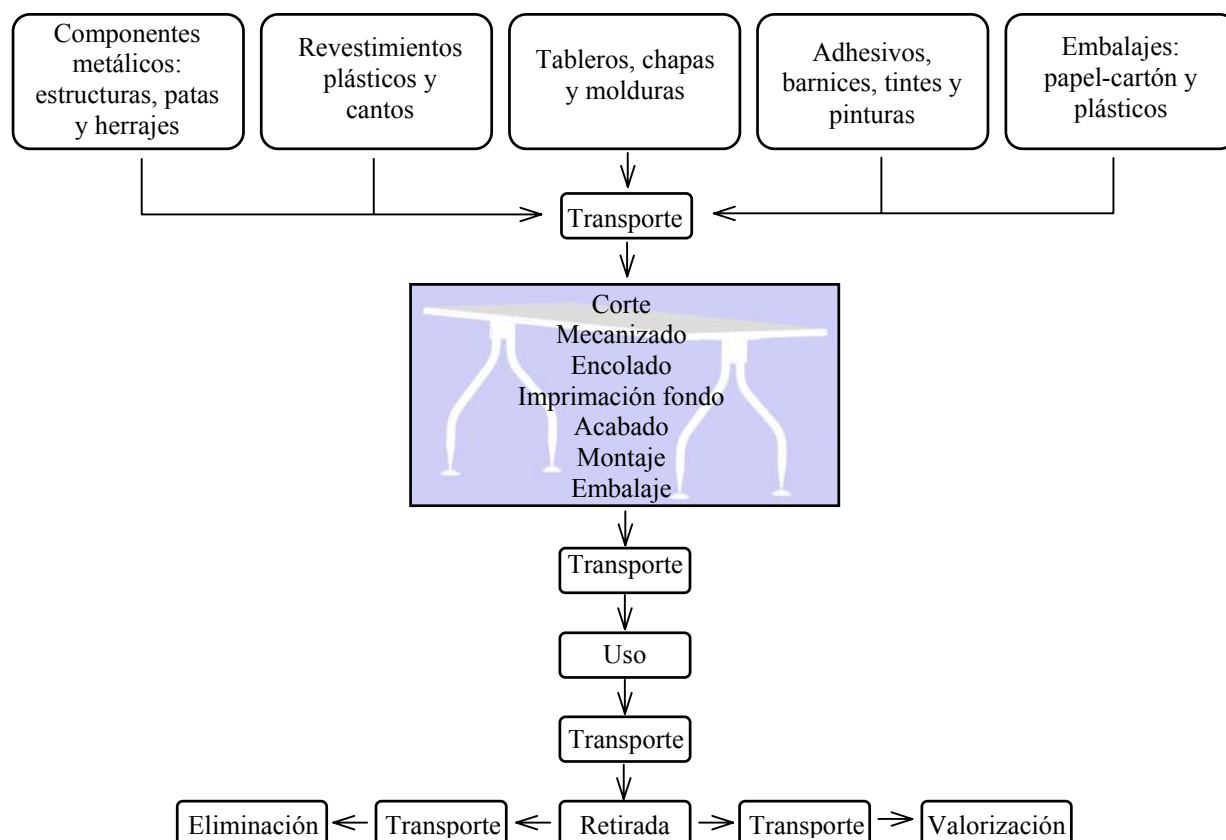 Componentes
metálicos:
estructuras, patas
y herrajes
Revestimientos
plásticos y
cantos
Tableros, chapas
y molduras
Adhesivos,
barnices, tintes y
pinturas
Embalajes:
papel-cartón y
plásticos
Transporte
Corte
Mecanizado
Encolado
Imprimación fondo
Acabado
Montaje
Embalaje
Transporte
Uso
Transporte
Eliminación
Transporte
Retirada
Transporte
Valorización